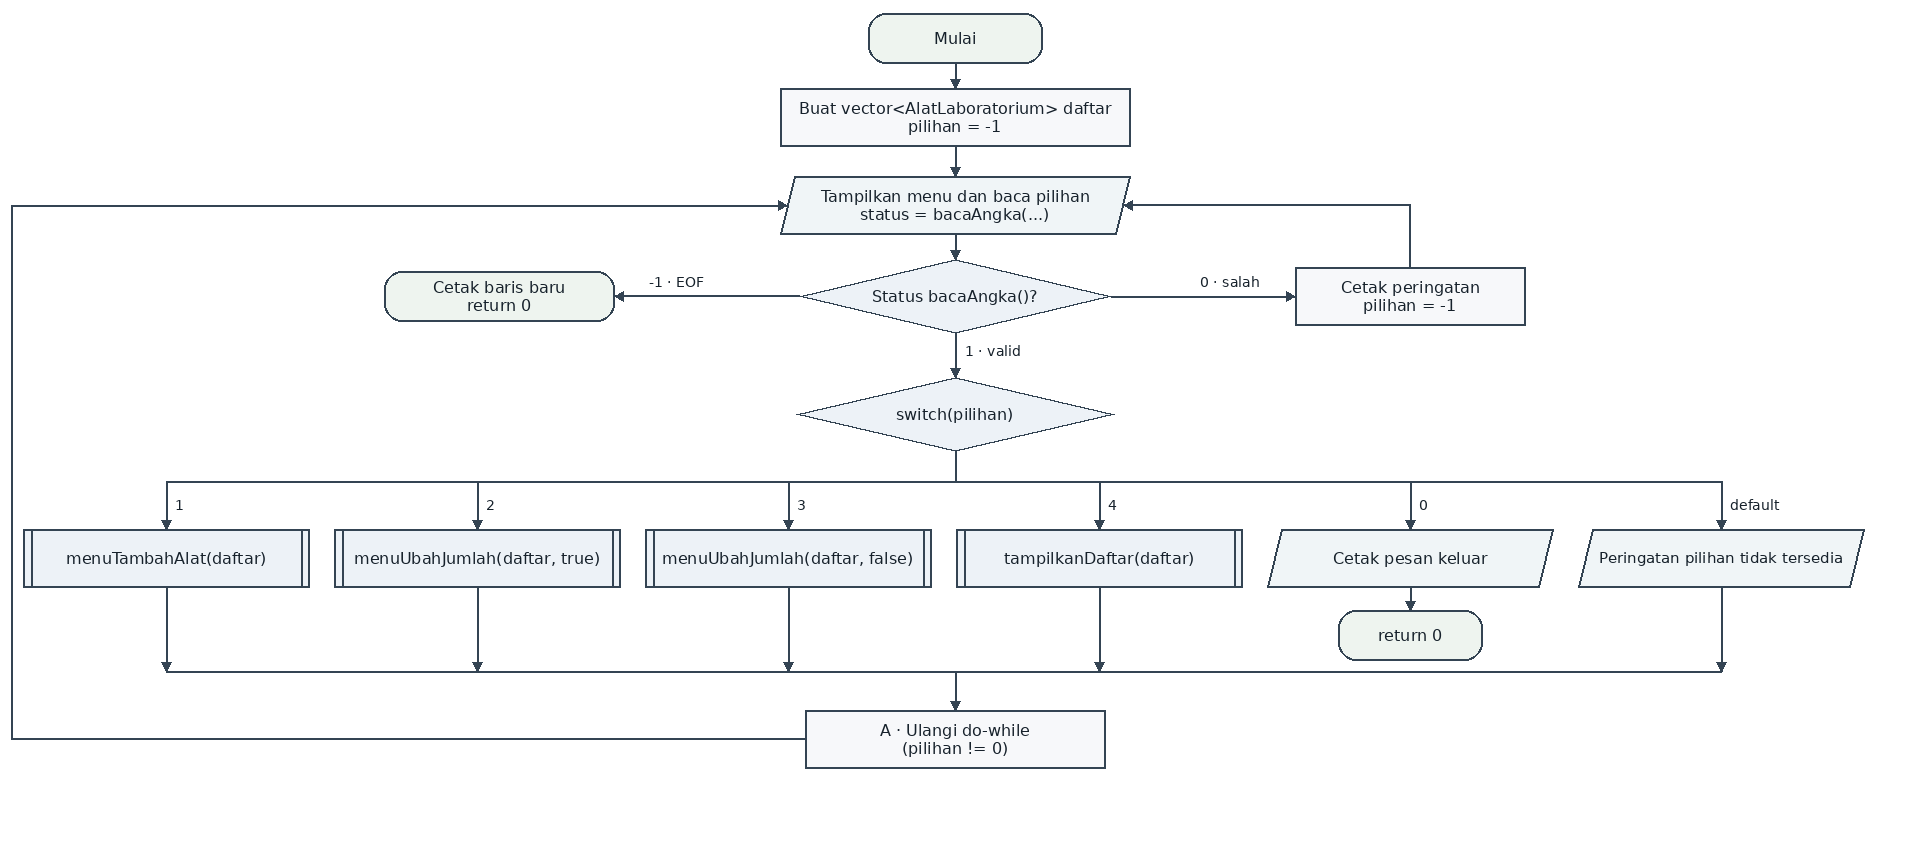 Mulai
Buat vector<AlatLaboratorium> daftar
pilihan = -1
Tampilkan menu dan baca pilihan
status = bacaAngka(...)
-1 · EOF
Cetak baris baru
return 0
Status bacaAngka()?
0 · salah
Cetak peringatan
pilihan = -1
1 · valid
switch(pilihan)
1
2
3
4
0
default
menuTambahAlat(daftar)
menuUbahJumlah(daftar, true)
menuUbahJumlah(daftar, false)
tampilkanDaftar(daftar)
Cetak pesan keluar
Peringatan pilihan tidak tersedia
return 0
A · Ulangi do-while
(pilihan != 0)